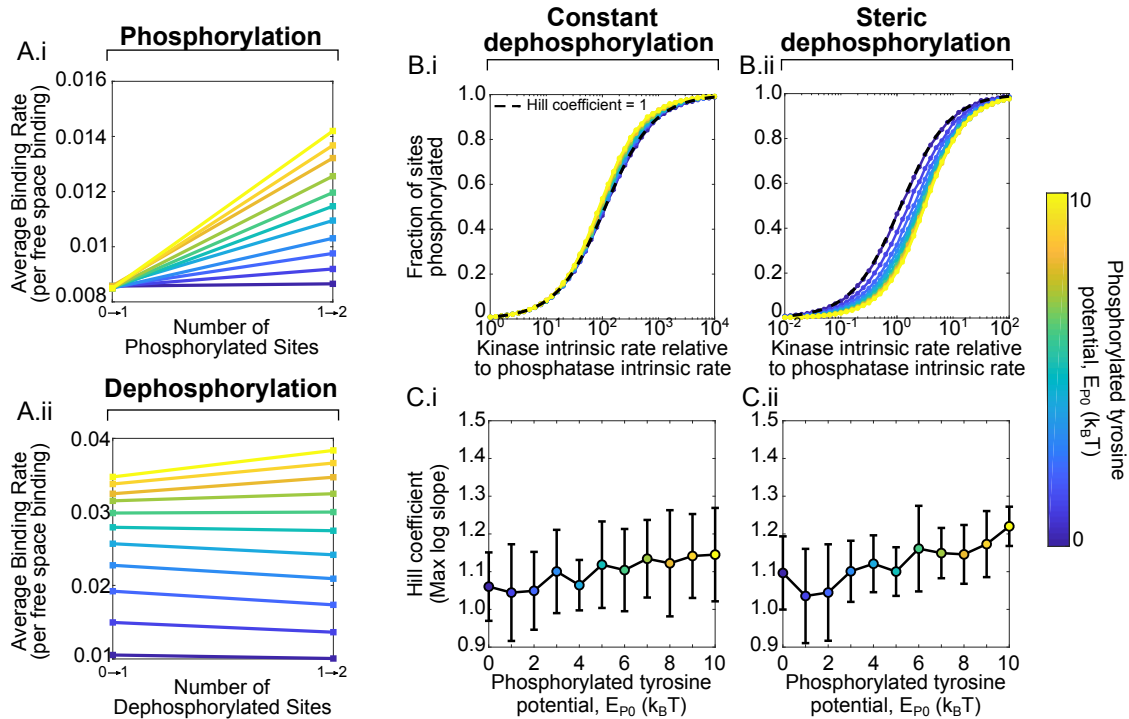 A.i
Phosphorylation
0.016
0.014
0.012
0.01
0.008
Average Binding Rate
(per free space binding)
0→1
1→2
Number of
Phosphorylated Sites
A.ii
Dephosphorylation
0.04
0.03
0.02
0.01
Average Binding Rate
(per free space binding)
0→1
1→2
Number of
Dephosphorylated Sites
Constant
dephosphorylation
B.i
Hill coefficient = 1
1.0
0.8
0.6
0.4
0.2
0
Fraction of sites
phosphorylated
10^0 10^1 10^2 10^3 10^4
Kinase intrinsic rate relative
to phosphatase intrinsic rate
Steric
dephosphorylation
B.ii
1.0
0.8
0.6
0.4
0.2
0
10^-2 10^-1 10^0 10^1 10^2
Kinase intrinsic rate relative
to phosphatase intrinsic rate
C.i
1.5
1.4
1.3
1.2
1.1
1.0
0.9
Hill coefficient
(Max log slope)
0 2 4 6 8 10
Phosphorylated tyrosine
potential, E_P0 (k_BT)
C.ii
1.5
1.4
1.3
1.2
1.1
1.0
0.9
0 2 4 6 8 10
Phosphorylated tyrosine
potential, E_P0 (k_BT)
10
0
Phosphorylated tyrosine
potential, E_P0 (k_BT)